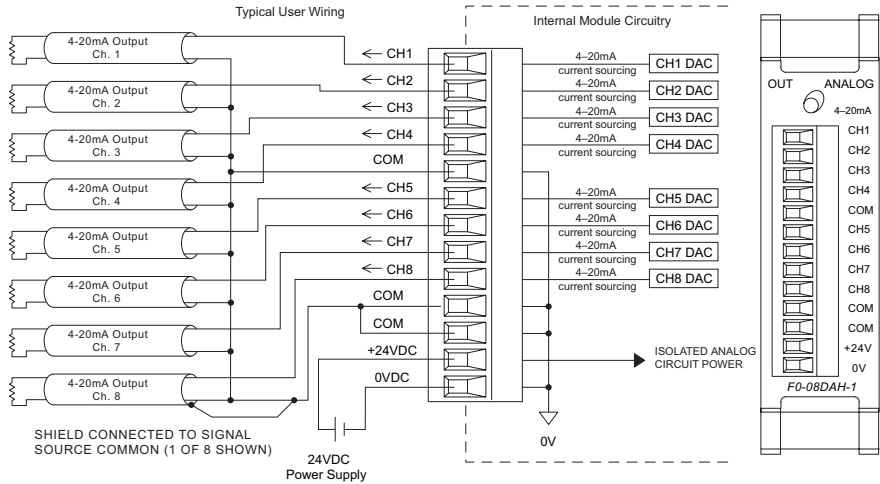 Typical User Wiring
Internal Module Circuitry
4-20mA Output
Ch. 1
4-20mA Output
Ch. 2
4-20mA Output
Ch. 3
4-20mA Output
Ch. 4
4-20mA Output
Ch. 5
4-20mA Output
Ch. 6
4-20mA Output
Ch. 7
4-20mA Output
Ch. 8
SHIELD CONNECTED TO SIGNAL
SOURCE COMMON (1 OF 8 SHOWN)
← CH1
← CH2
← CH3
← CH4
COM
← CH5
← CH6
← CH7
← CH8
COM
COM
+24VDC
0VDC
24VDC
Power Supply
4–20mA
current sourcing
CH1 DAC
4–20mA
current sourcing
CH2 DAC
4–20mA
current sourcing
CH3 DAC
4–20mA
current sourcing
CH4 DAC
4–20mA
current sourcing
CH5 DAC
4–20mA
current sourcing
CH6 DAC
4–20mA
current sourcing
CH7 DAC
4–20mA
current sourcing
CH8 DAC
ISOLATED ANALOG
CIRCUIT POWER
0V
OUT ANALOG
4–20mA
CH1
CH2
CH3
CH4
COM
CH5
CH6
CH7
CH8
COM
COM
+24V
0V
F0-08DAH-1